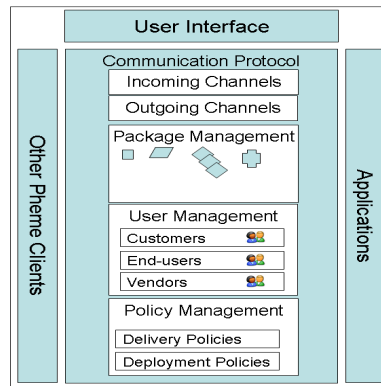 User Interface
Other Pheme Clients
Communication Protocol
Incoming Channels
Outgoing Channels
Package Management
User Management
Customers
End-users
Vendors
Policy Management
Delivery Policies
Deployment Policies
Applications